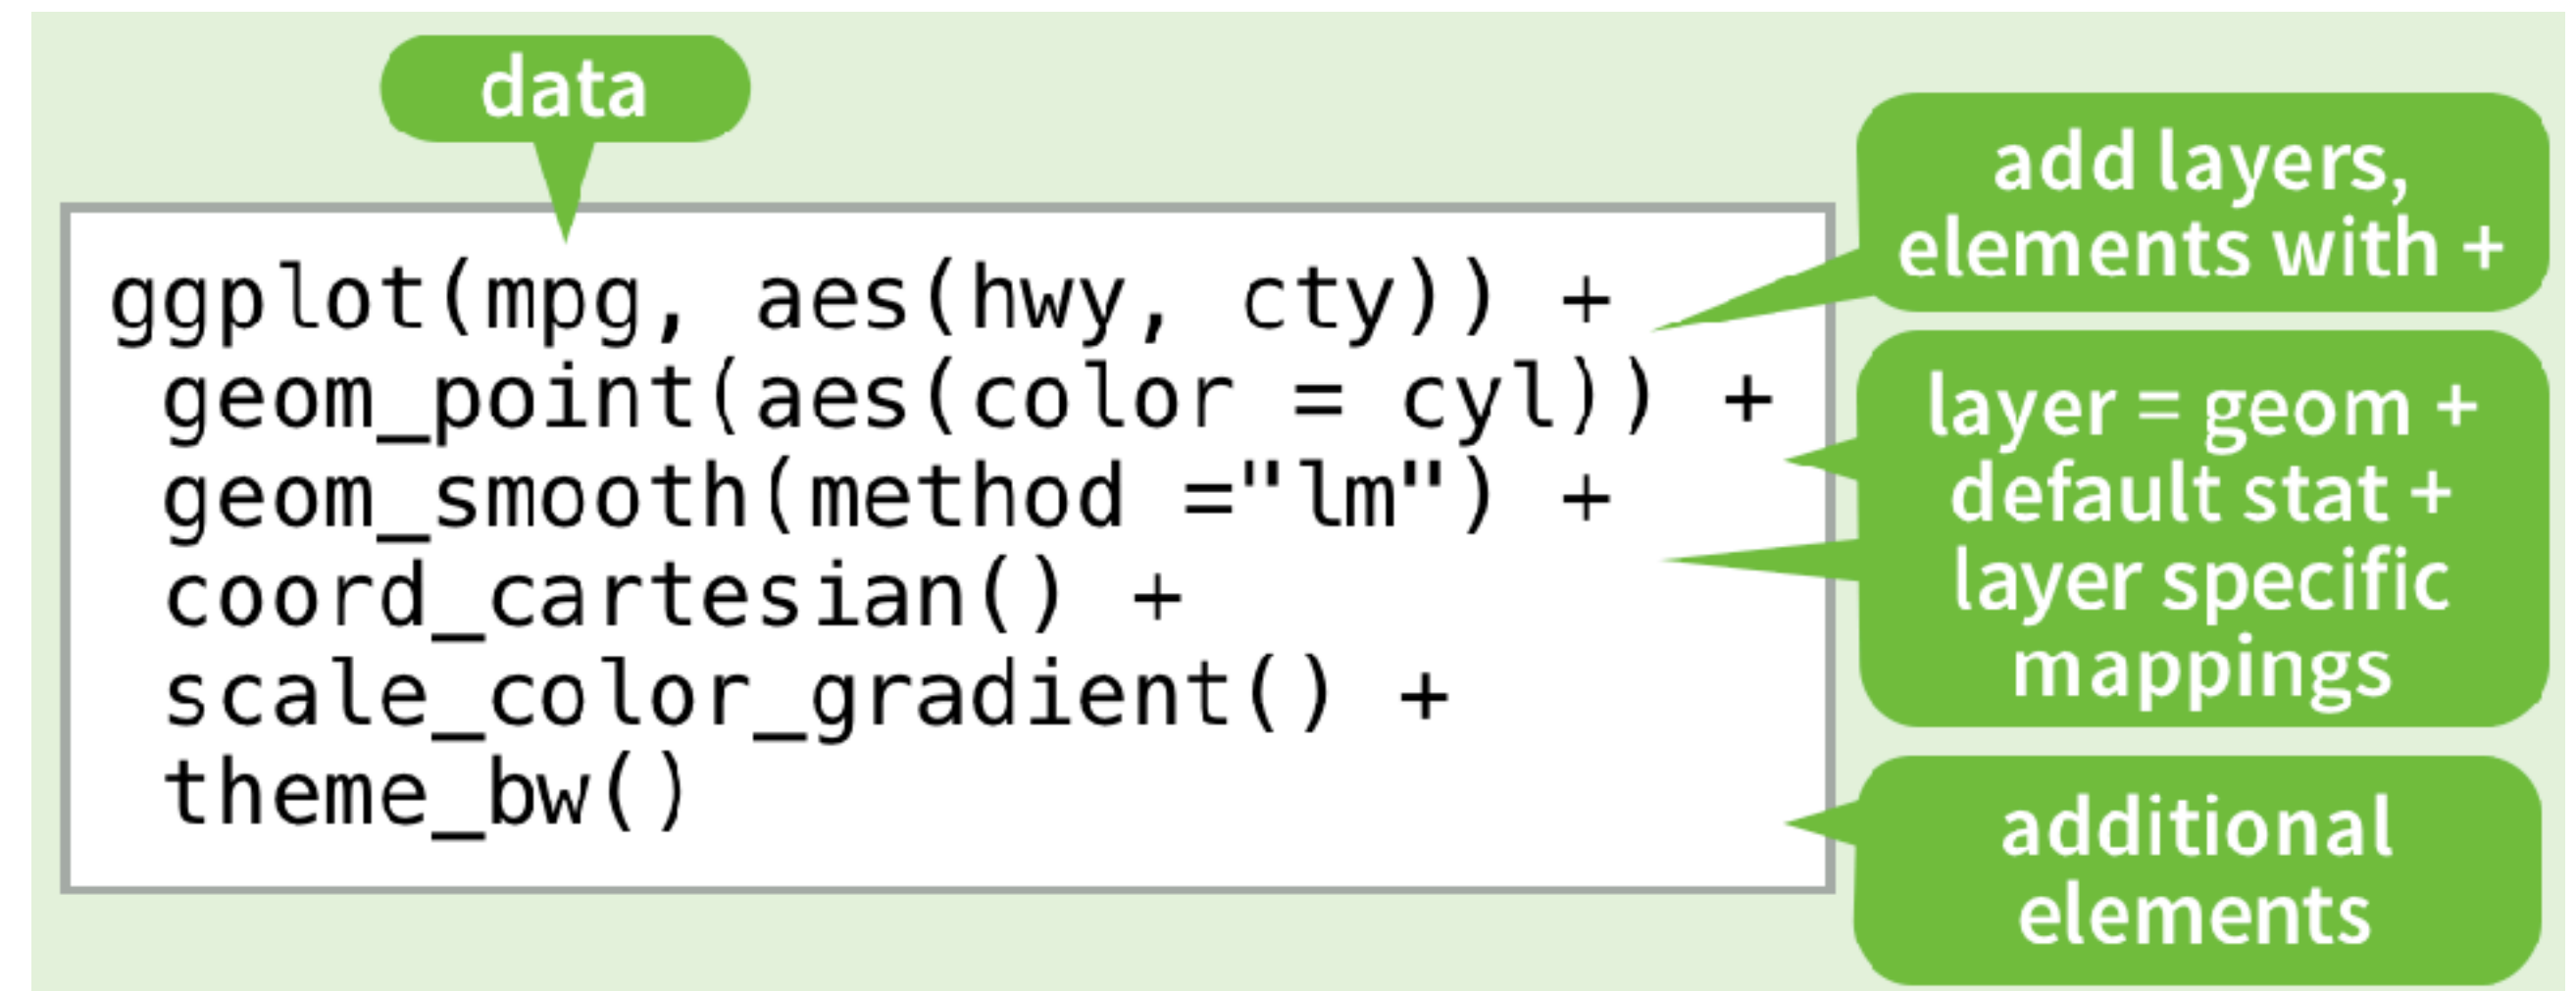 data
ggplot(mpg, aes(hwy, cty)) +
geom_point(aes(color = cyl)) +
geom_smooth(method ="lm") +
coord_cartesian() +
scale_color_gradient() +
theme_bw()
add layers,
elements with +
layer = geom +
default stat +
layer specific
mappings
additional
elements